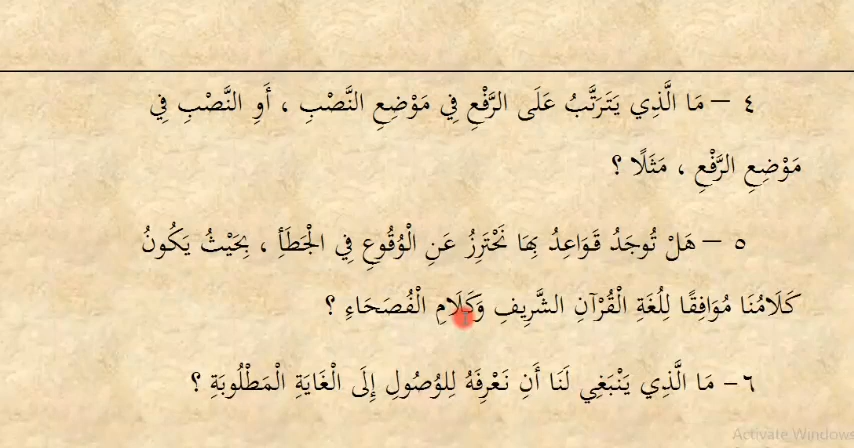 ٤ – مَا الَّذِي يَتَرَتَّبُ عَلَى الرَّفْعِ فِي مَوْضِعِ النَّصْبِ ، أَوِ النَّصْبِ فِي
مَوْضِعِ الرَّفْعِ ، مَثَلًا ؟
٥ – هَلْ تُوجَدُ قَوَاعِدُ بِهَا نَحْتَرِزُ عَنِ الْوُقُوعِ فِي الْخَطَأِ ، بِحَيْثُ يَكُونُ
كَلَامُنَا مُوَافِقًا لِلُغَةِ الْقُرْآنِ الشَّرِيفِ وَكَلَامِ الْفُصَحَاءِ ؟
٦ – مَا الَّذِي يَنْبَغِي لَنَا أَنِ نَعْرِفَهُ لِلوُصُولِ إِلَى الْغَايَةِ الْمَطْلُوبَةِ ؟
Activate Windows